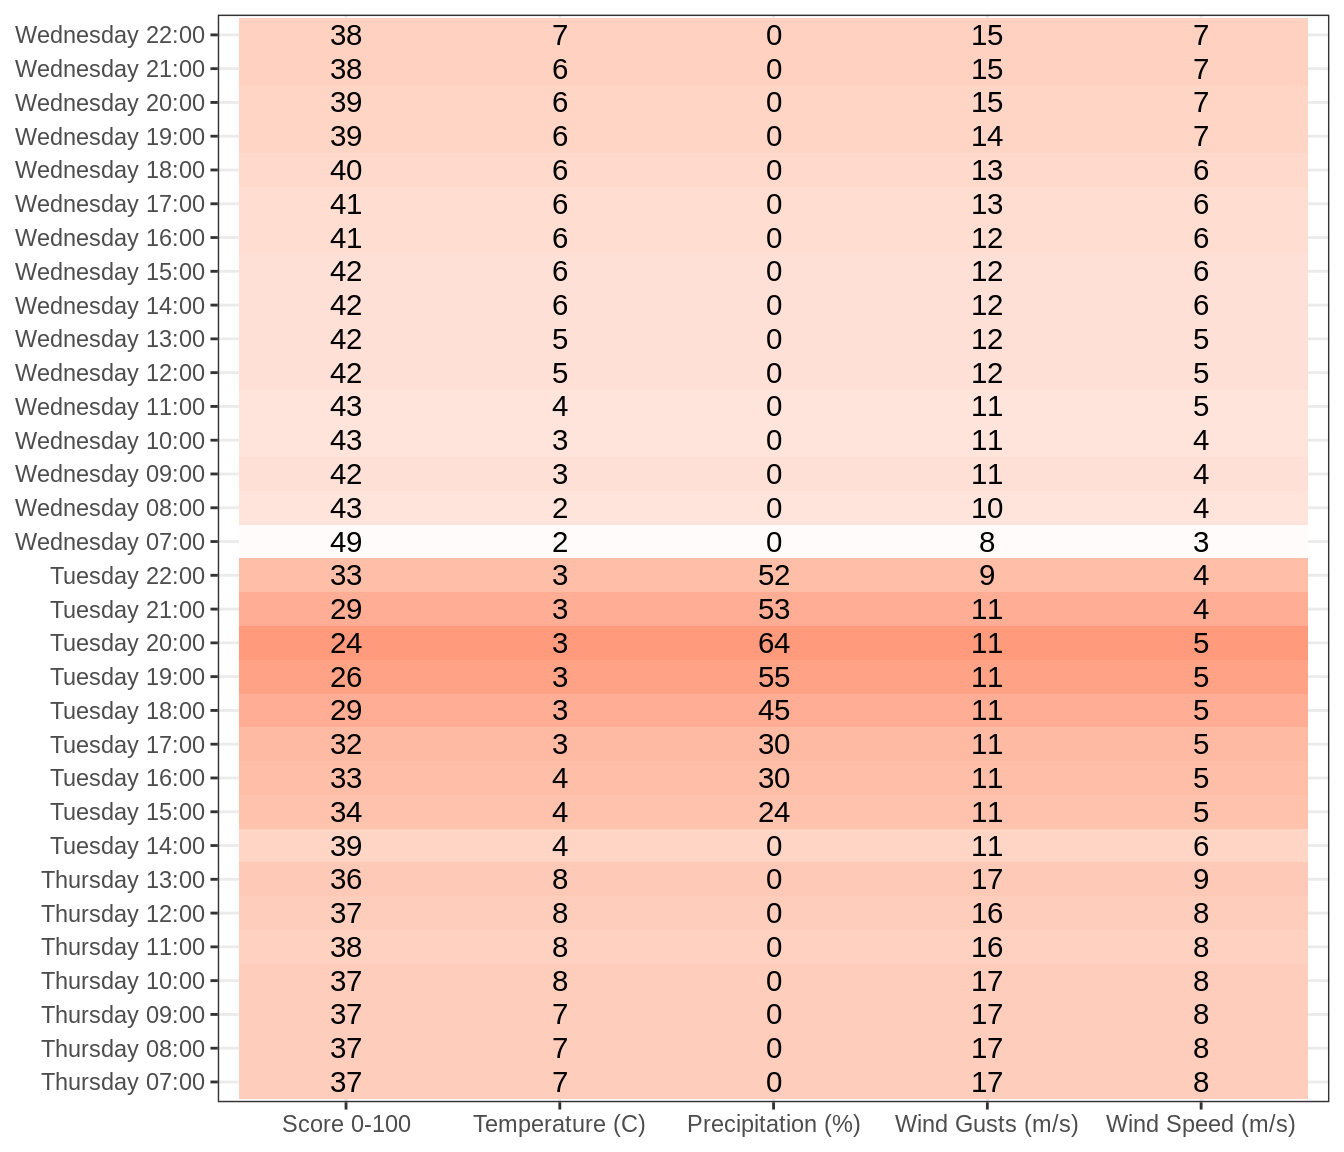 Wednesday 22:00 38 7 0 15 7
Wednesday 21:00 38 6 0 15 7
Wednesday 20:00 39 6 0 15 7
Wednesday 19:00 39 6 0 14 7
Wednesday 18:00 40 6 0 13 6
Wednesday 17:00 41 6 0 13 6
Wednesday 16:00 41 6 0 12 6
Wednesday 15:00 42 6 0 12 6
Wednesday 14:00 42 6 0 12 6
Wednesday 13:00 42 5 0 12 5
Wednesday 12:00 42 5 0 12 5
Wednesday 11:00 43 4 0 11 5
Wednesday 10:00 43 3 0 11 4
Wednesday 09:00 42 3 0 11 4
Wednesday 08:00 43 2 0 10 4
Wednesday 07:00 49 2 0 8 3
Tuesday 22:00 33 3 52 9 4
Tuesday 21:00 29 3 53 11 4
Tuesday 20:00 24 3 64 11 5
Tuesday 19:00 26 3 55 11 5
Tuesday 18:00 29 3 45 11 5
Tuesday 17:00 32 3 30 11 5
Tuesday 16:00 33 4 30 11 5
Tuesday 15:00 34 4 24 11 5
Tuesday 14:00 39 4 0 11 6
Thursday 13:00 36 8 0 17 9
Thursday 12:00 37 8 0 16 8
Thursday 11:00 38 8 0 16 8
Thursday 10:00 37 8 0 17 8
Thursday 09:00 37 7 0 17 8
Thursday 08:00 37 7 0 17 8
Thursday 07:00 37 7 0 17 8
Score 0-100 Temperature (C) Precipitation (%) Wind Gusts (m/s) Wind Speed (m/s)